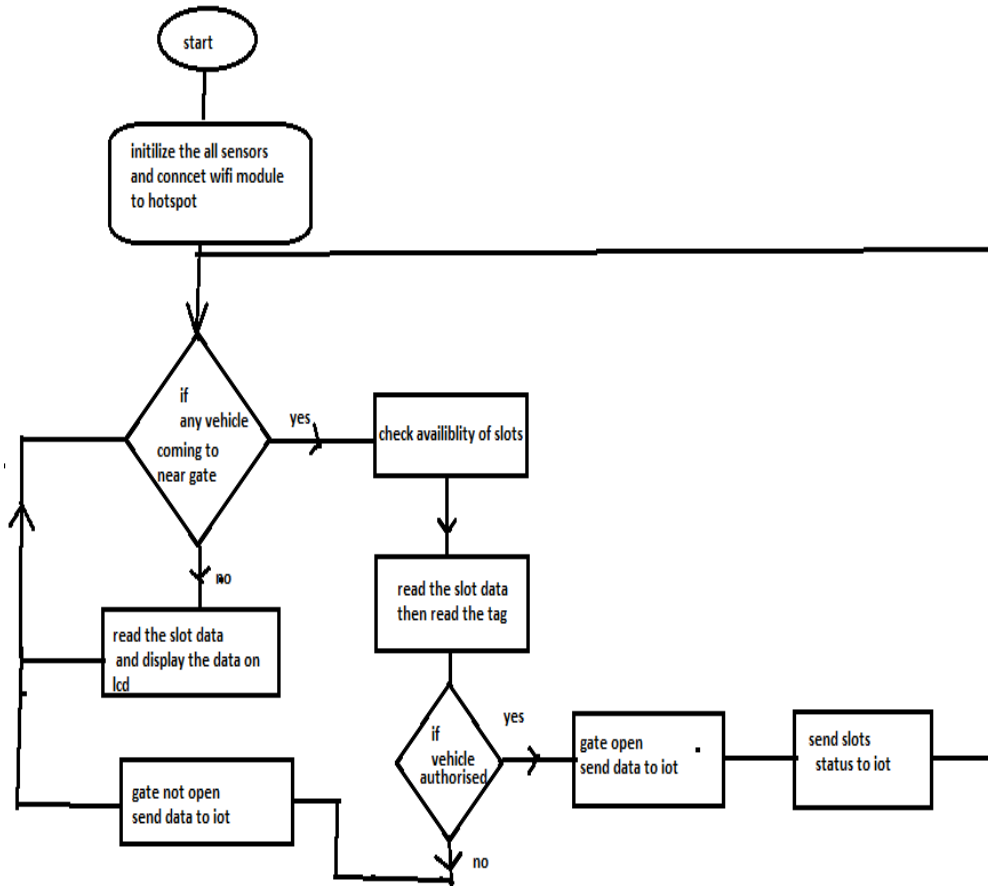 start
initilize the all sensors
and conncet wifi module
to hotspot
if
any vehicle
coming to
near gate
yes
check availiblity of slots
no
read the slot data
and display the data on
lcd
read the slot data
then read the tag
if
vehicle
authorised
yes
gate open
send data to iot
send slots
status to iot
gate not open
send data to iot
no